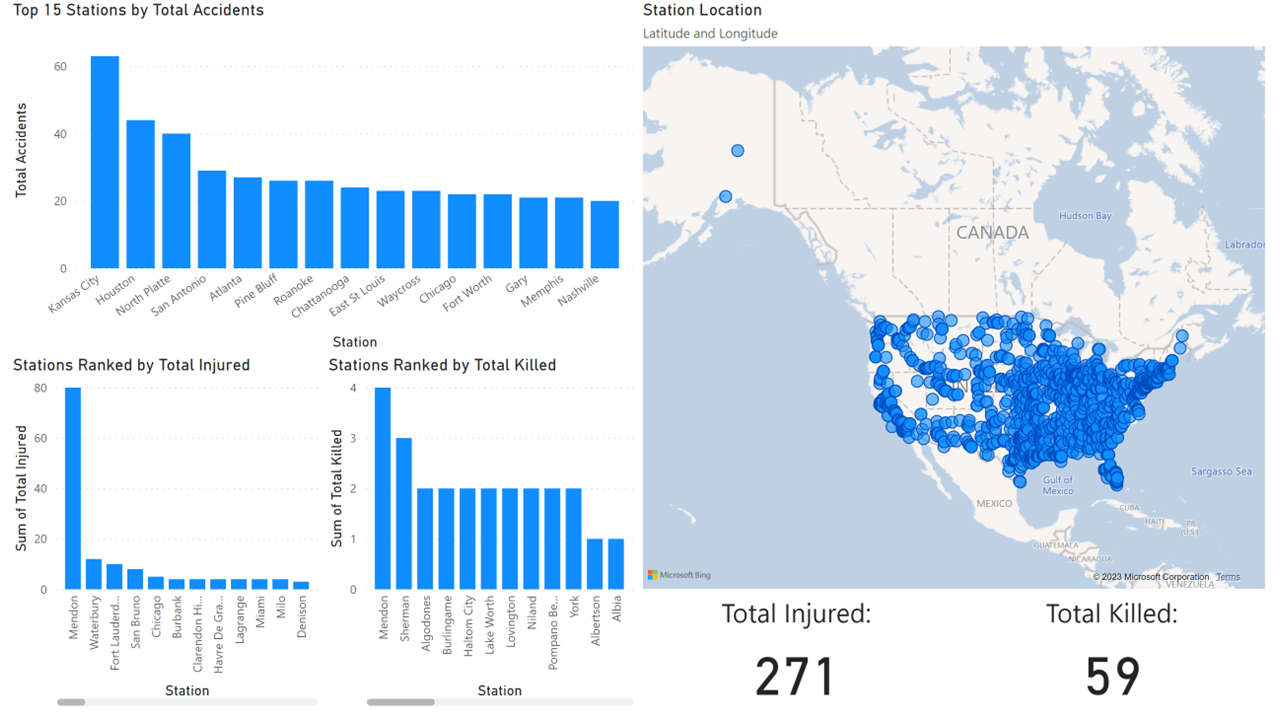 Top 15 Stations by Total Accidents
Total Accidents
60
40
20
0
Kansas City
Houston
North Platte
San Antonio
Atlanta
Pine Bluff
Roanoke
Chattanooga
East St Louis
Waycross
Chicago
Fort Worth
Gary
Memphis
Nashville
Station
Stations Ranked by Total Injured
Sum of Total Injured
80
60
40
20
0
Mendon
Waterbury
Fort Lauderd...
San Bruno
Chicago
Burbank
Clarendon Hi...
Havre De Gra...
Lagrange
Miami
Milo
Denison
Station
Stations Ranked by Total Killed
Sum of Total Killed
4
3
2
1
0
Mendon
Sherman
Algodones
Burlingame
Haltom City
Lake Worth
Lovington
Niland
Pompano Be...
York
Albertson
Albia
Station
Station Location
Latitude and Longitude
Hudson Bay
CANADA
Labrador
Sargasso Sea
Gulf of
Mexico
MEXICO
CUBA
HAITI
PR
(U.S.)
GUATEMALA
NICARAGUA
VENEZUELA
Microsoft Bing
© 2023 Microsoft Corporation Terms
Total Injured:
271
Total Killed:
59